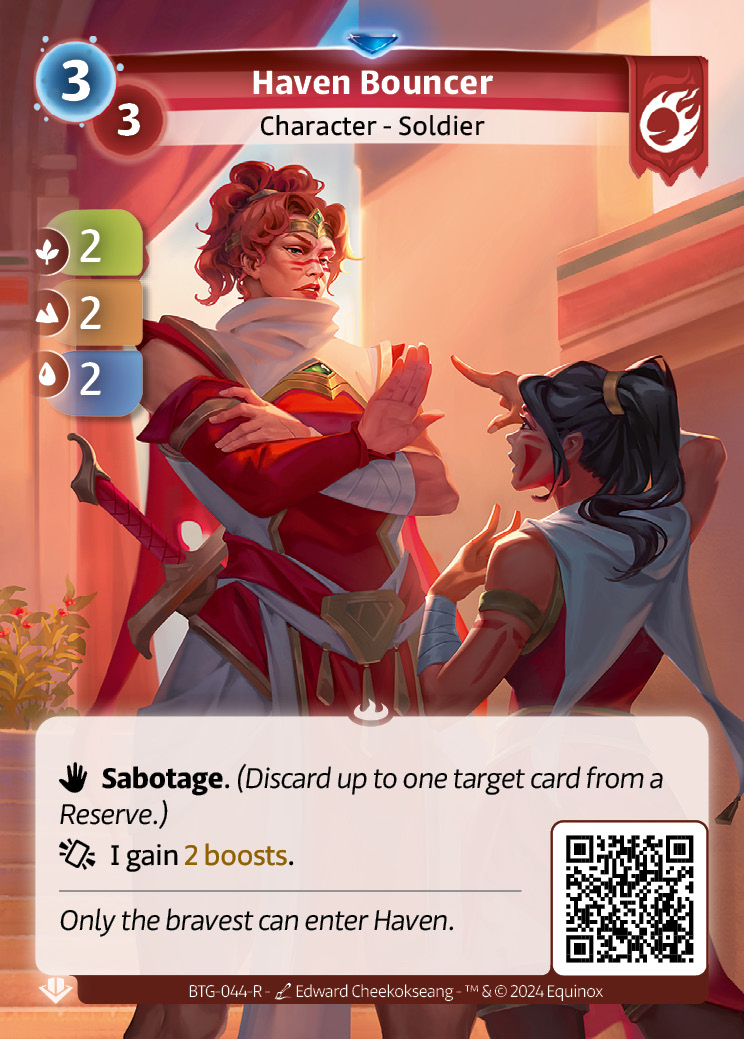 3
Haven Bouncer
3
Character - Soldier
2
2
2
Sabotage. (Discard up to one target card from a
Reserve.)
I gain 2 boosts.
Only the bravest can enter Haven.
BTG-044-R - Edward Cheekokseang - ™ & © 2024 Equinox